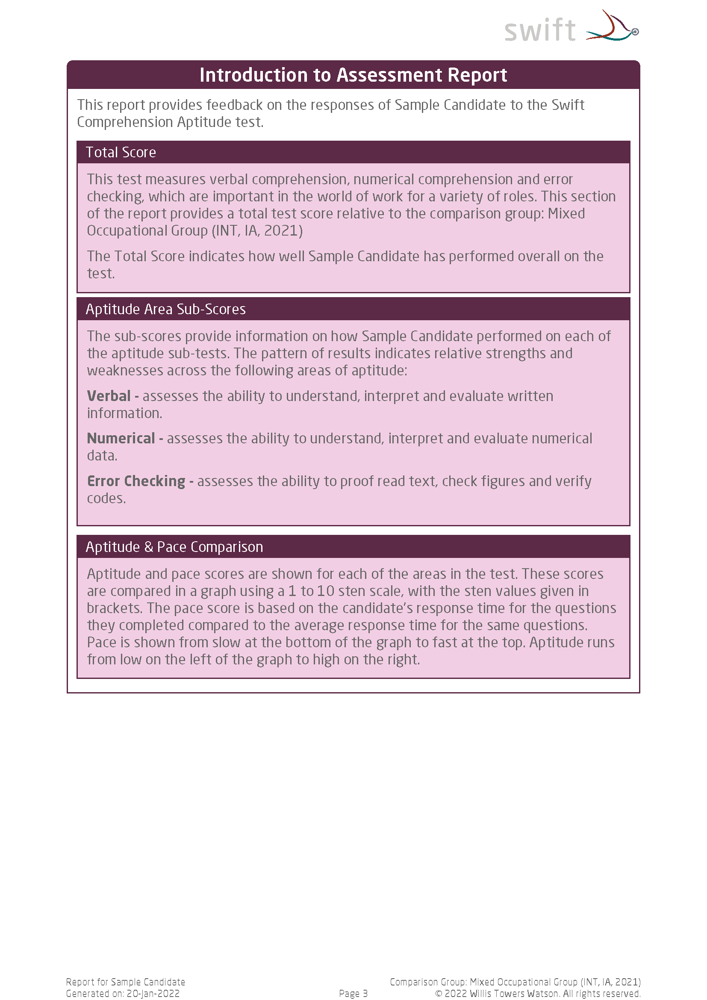 swift
Introduction to Assessment Report
This report provides feedback on the responses of Sample Candidate to the Swift
Comprehension Aptitude test.
Total Score
This test measures verbal comprehension, numerical comprehension and error
checking, which are important in the world of work for a variety of roles. This section
of the report provides a total test score relative to the comparison group: Mixed
Occupational Group (INT, IA, 2021)
The Total Score indicates how well Sample Candidate has performed overall on the
test.
Aptitude Area Sub-Scores
The sub-scores provide information on how Sample Candidate performed on each of
the aptitude sub-tests. The pattern of results indicates relative strengths and
weaknesses across the following areas of aptitude:
Verbal - assesses the ability to understand, interpret and evaluate written
information.
Numerical - assesses the ability to understand, interpret and evaluate numerical
data.
Error Checking - assesses the ability to proof read text, check figures and verify
codes.
Aptitude & Pace Comparison
Aptitude and pace scores are shown for each of the areas in the test. These scores
are compared in a graph using a 1 to 10 sten scale, with the sten values given in
brackets. The pace score is based on the candidate's response time for the questions
they completed compared to the average response time for the same questions.
Pace is shown from slow at the bottom of the graph to fast at the top. Aptitude runs
from low on the left of the graph to high on the right.
Report for Sample Candidate
Comparison Group: Mixed Occupational Group (INT, IA, 2021)
Generated on: 20-Jan-2022
Page 3
© 2022 Willis Towers Watson. All rights reserved.